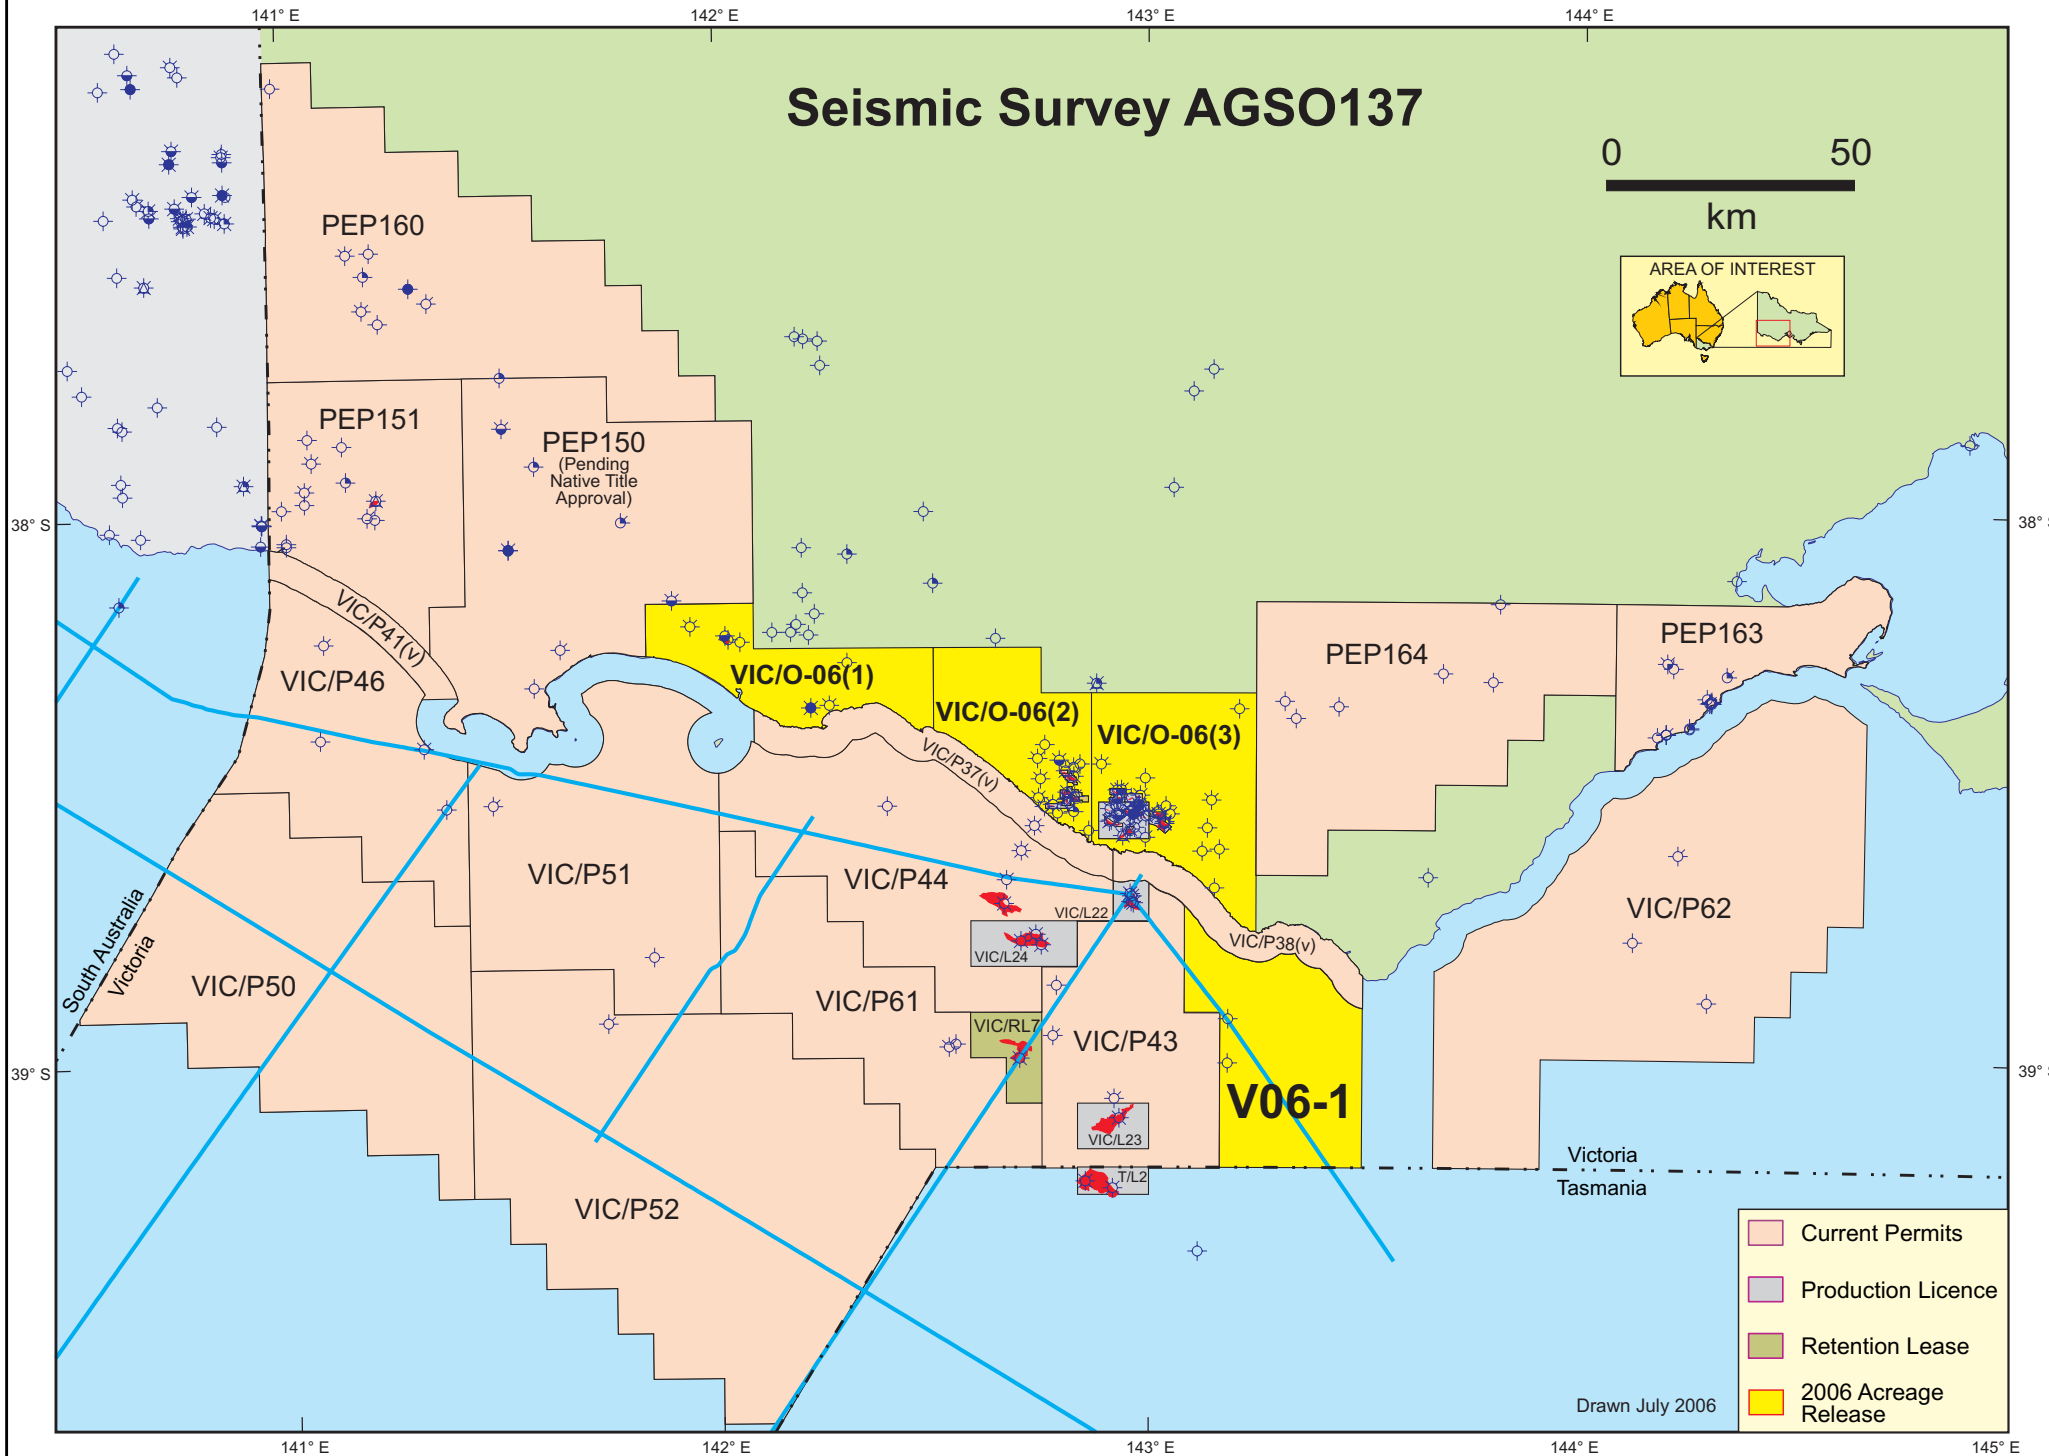 141° E
142° E
143° E
144° E
Seismic Survey AGSO137
0
50
km
AREA OF INTEREST
PEP160
PEP151
PEP150
(Pending
Native Title
Approval)
38° S
38° S
VIC/P41(v)
VIC/P46
VIC/O-06(1)
VIC/O-06(2)
VIC/O-06(3)
PEP164
PEP163
VIC/P37(v)
VIC/P51
VIC/P44
VIC/L22
VIC/P62
VIC/P38(v)
VIC/L24
South Australia
Victoria
VIC/P50
VIC/P61
VIC/RL7
VIC/P43
39° S
39° S
V06-1
VIC/L23
Victoria
Tasmania
T/L2
VIC/P52
Current Permits
Production Licence
Retention Lease
2006 Acreage
Release
Drawn July 2006
141° E
142° E
143° E
144° E
145° E